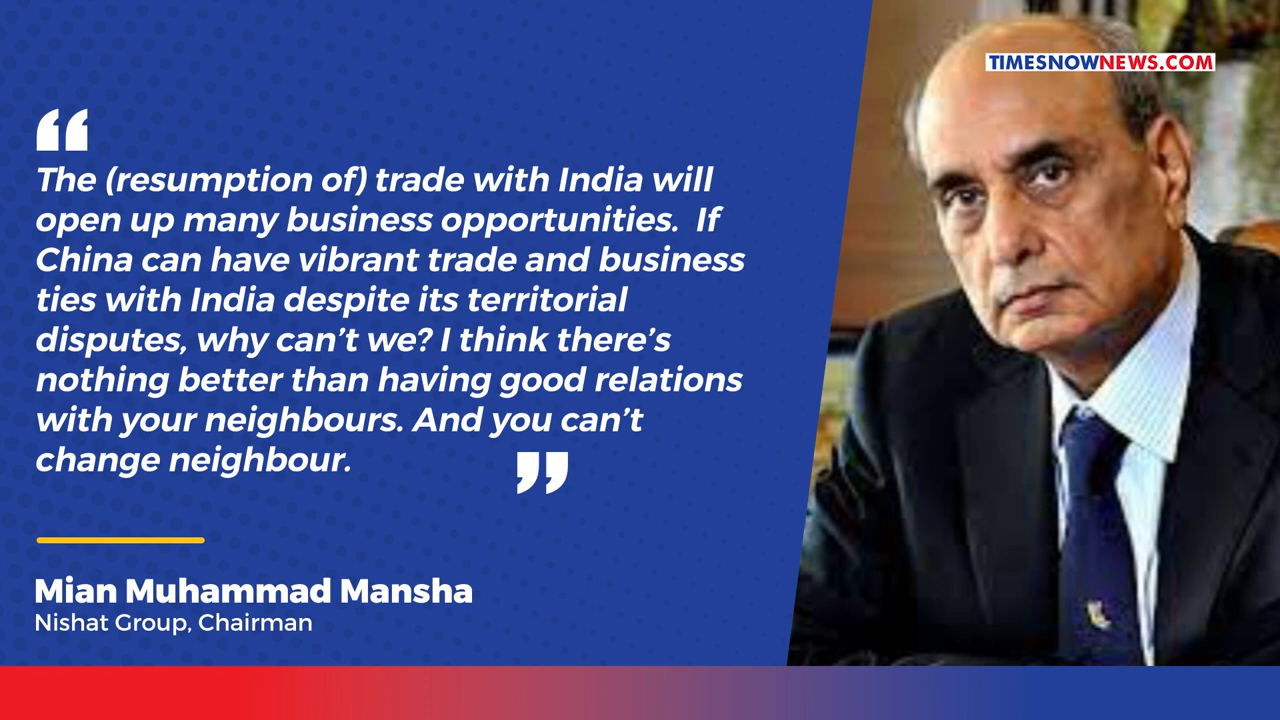 TIMESNOWNEWS.COM
“
The (resumption of) trade with India will
open up many business opportunities.  If
China can have vibrant trade and business
ties with India despite its territorial
disputes, why can’t we? I think there’s
nothing better than having good relations
with your neighbours. And you can’t
change neighbour.
”
Mian Muhammad Mansha
Nishat Group, Chairman